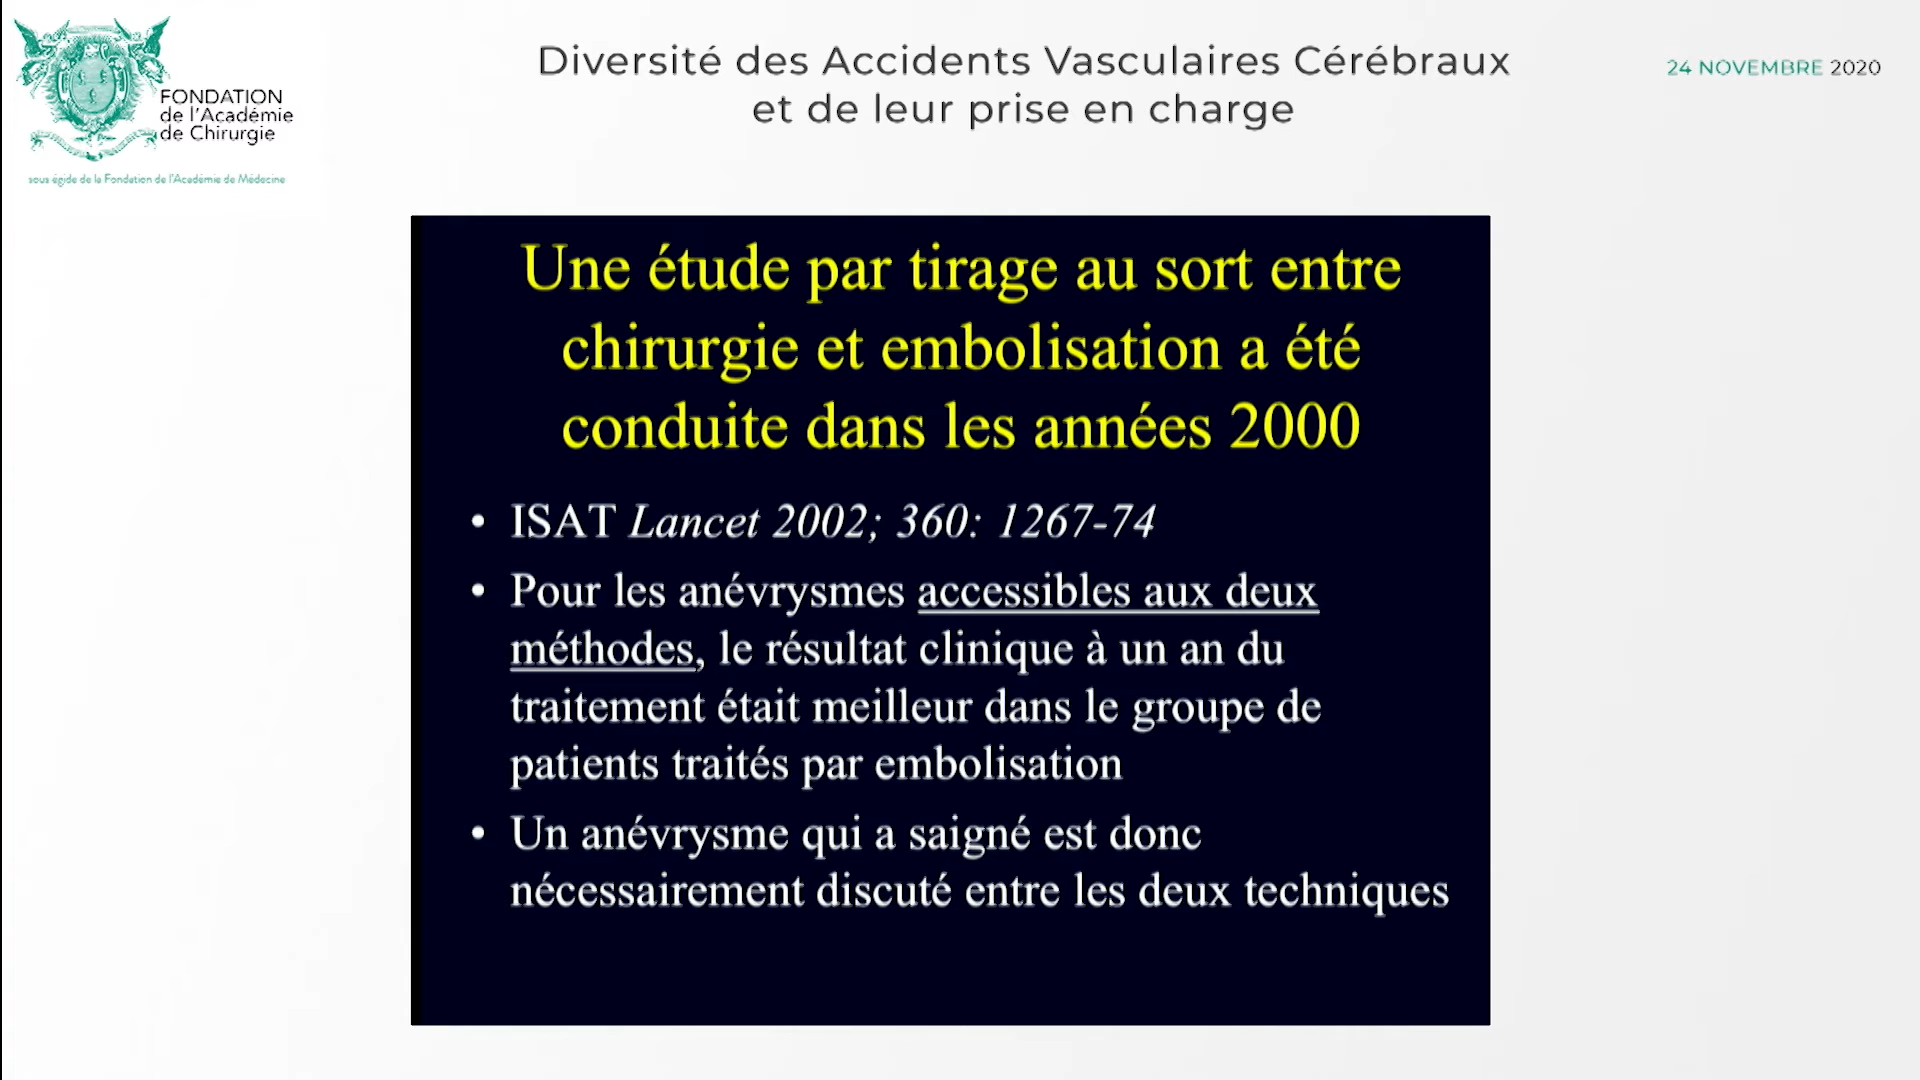 FONDATION
de l'Académie
de Chirurgie
sous égide de la Fondation de l'Académie de Médecine
Diversité des Accidents Vasculaires Cérébraux
et de leur prise en charge
24 NOVEMBRE 2020
Une étude par tirage au sort entre
chirurgie et embolisation a été
conduite dans les années 2000
• ISAT Lancet 2002; 360: 1267-74
• Pour les anévrysmes accessibles aux deux
méthodes, le résultat clinique à un an du
traitement était meilleur dans le groupe de
patients traités par embolisation
• Un anévrysme qui a saigné est donc
nécessairement discuté entre les deux techniques